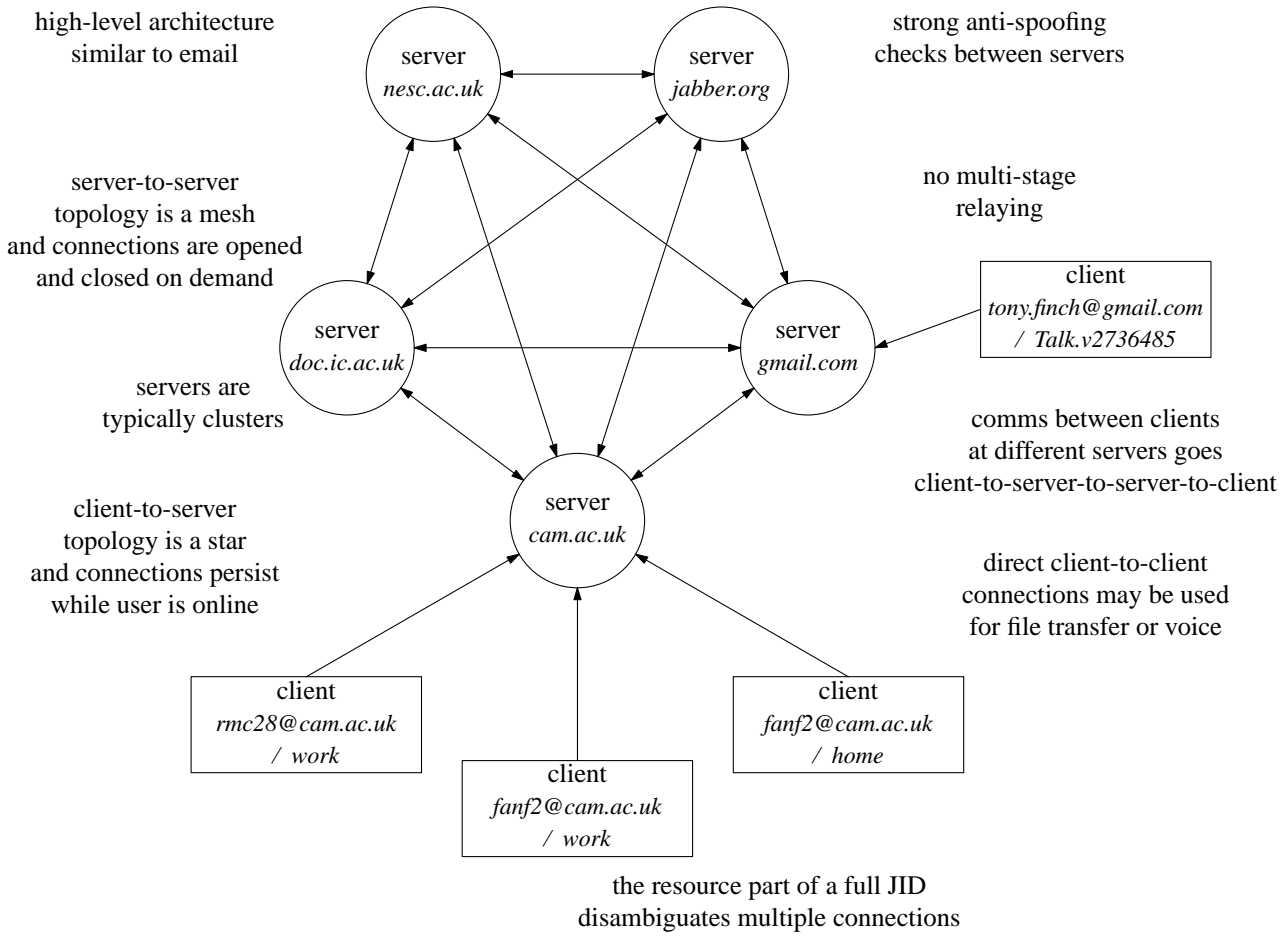 high-level architecture
similar to email
server
nesc.ac.uk
server
jabber.org
strong anti-spoofing
checks between servers
server-to-server
topology is a mesh
and connections are opened
and closed on demand
no multi-stage
relaying
client
tony.finch@gmail.com
/ Talk.v2736485
server
doc.ic.ac.uk
server
gmail.com
servers are
typically clusters
comms between clients
at different servers goes
client-to-server-to-server-to-client
server
cam.ac.uk
client-to-server
topology is a star
and connections persist
while user is online
direct client-to-client
connections may be used
for file transfer or voice
client
rmc28@cam.ac.uk
/ work
client
fanf2@cam.ac.uk
/ work
client
fanf2@cam.ac.uk
/ home
the resource part of a full JID
disambiguates multiple connections